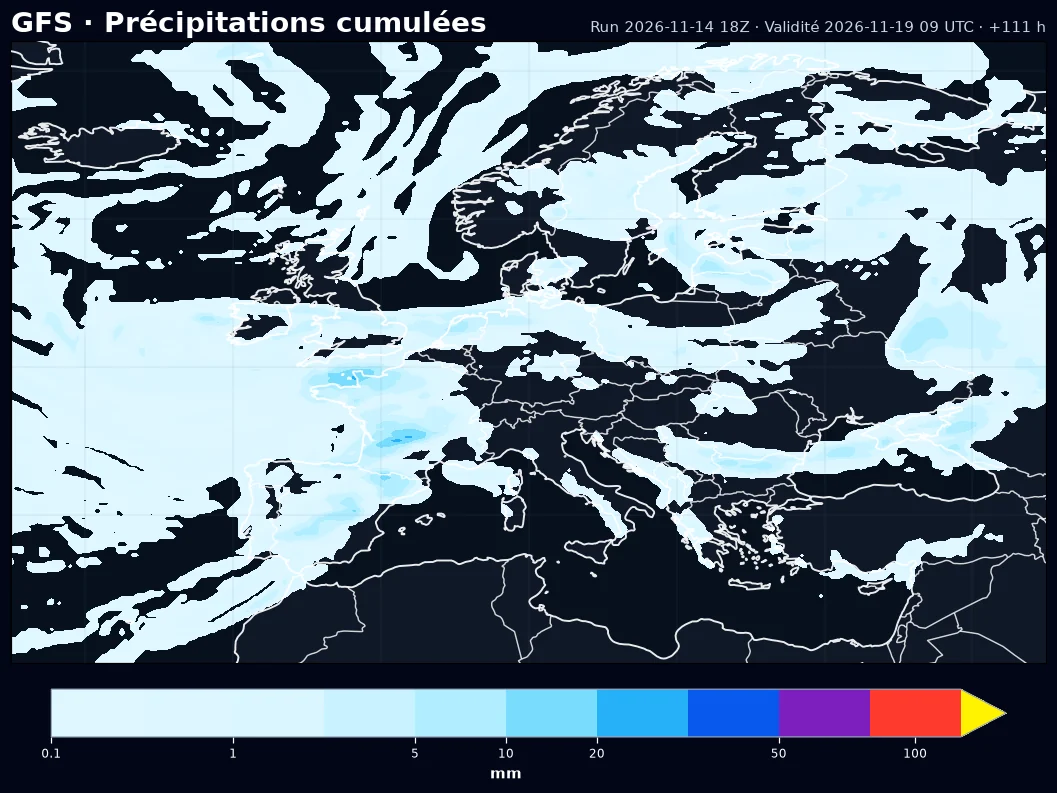 GFS · Précipitations cumulées
Run 2026-11-14 18Z · Validité 2026-11-19 09 UTC · +111 h
0.1 1 5 10 20 50 100
mm